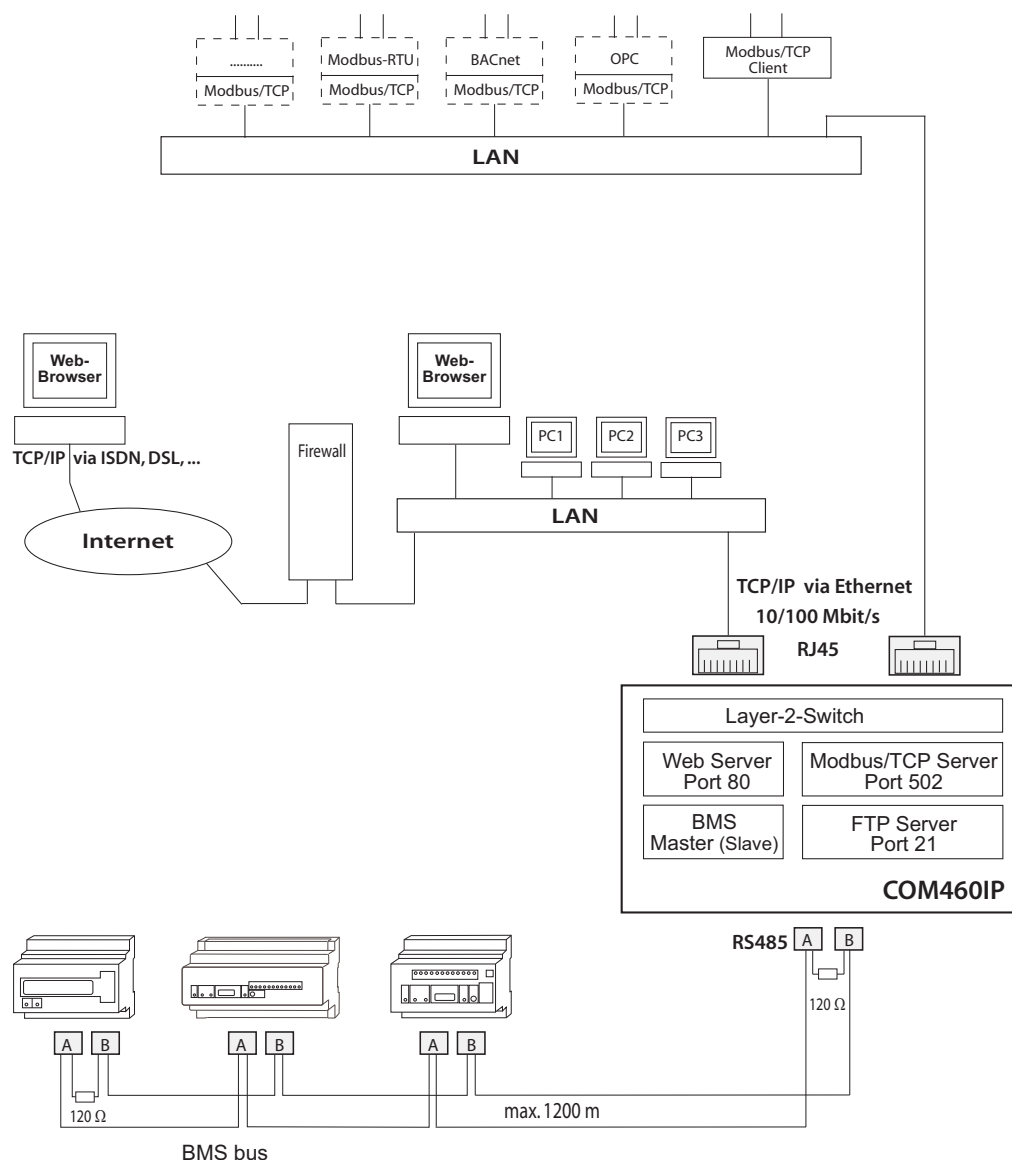 ..........
Modbus/TCP
Modbus-RTU
Modbus/TCP
BACnet
Modbus/TCP
OPC
Modbus/TCP
Modbus/TCP
Client
LAN
Web-
Browser
TCP/IP via ISDN, DSL, ...
Internet
Firewall
Web-
Browser
PC1
PC2
PC3
LAN
TCP/IP via Ethernet
10/100 Mbit/s
RJ45
Layer-2-Switch
Web Server
Port 80
Modbus/TCP Server
Port 502
BMS
Master (Slave)
FTP Server
Port 21
COM460IP
RS485
A
B
120 Ω
A
B
A
B
A
B
120 Ω
max. 1200 m
BMS bus